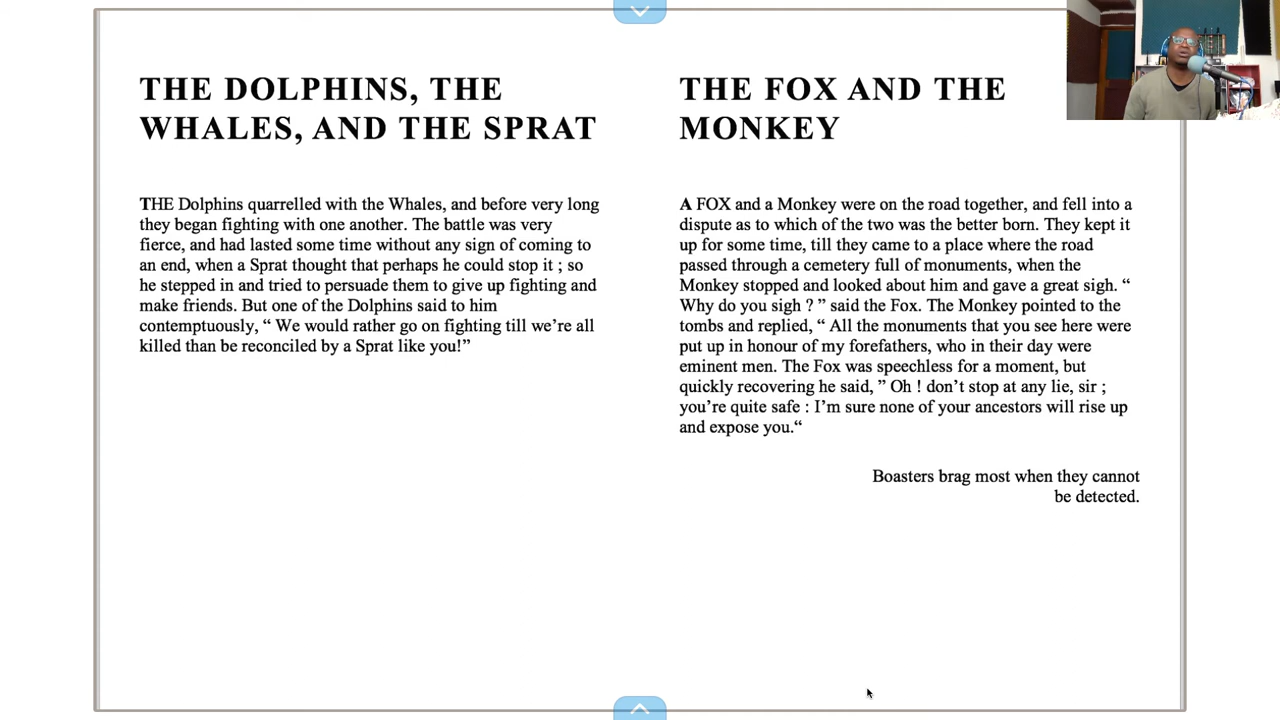 THE DOLPHINS, THE
WHALES, AND THE SPRAT
THE Dolphins quarrelled with the Whales, and before very long
they began fighting with one another. The battle was very
fierce, and had lasted some time without any sign of coming to
an end, when a Sprat thought that perhaps he could stop it ; so
he stepped in and tried to persuade them to give up fighting and
make friends. But one of the Dolphins said to him
contemptuously, “ We would rather go on fighting till we’re all
killed than be reconciled by a Sprat like you!”
THE FOX AND THE
MONKEY
A FOX and a Monkey were on the road together, and fell into a
dispute as to which of the two was the better born. They kept it
up for some time, till they came to a place where the road
passed through a cemetery full of monuments, when the
Monkey stopped and looked about him and gave a great sigh. “
Why do you sigh ? ” said the Fox. The Monkey pointed to the
tombs and replied, “ All the monuments that you see here were
put up in honour of my forefathers, who in their day were
eminent men. The Fox was speechless for a moment, but
quickly recovering he said, ” Oh ! don’t stop at any lie, sir ;
you’re quite safe : I’m sure none of your ancestors will rise up
and expose you.“
Boasters brag most when they cannot
be detected.